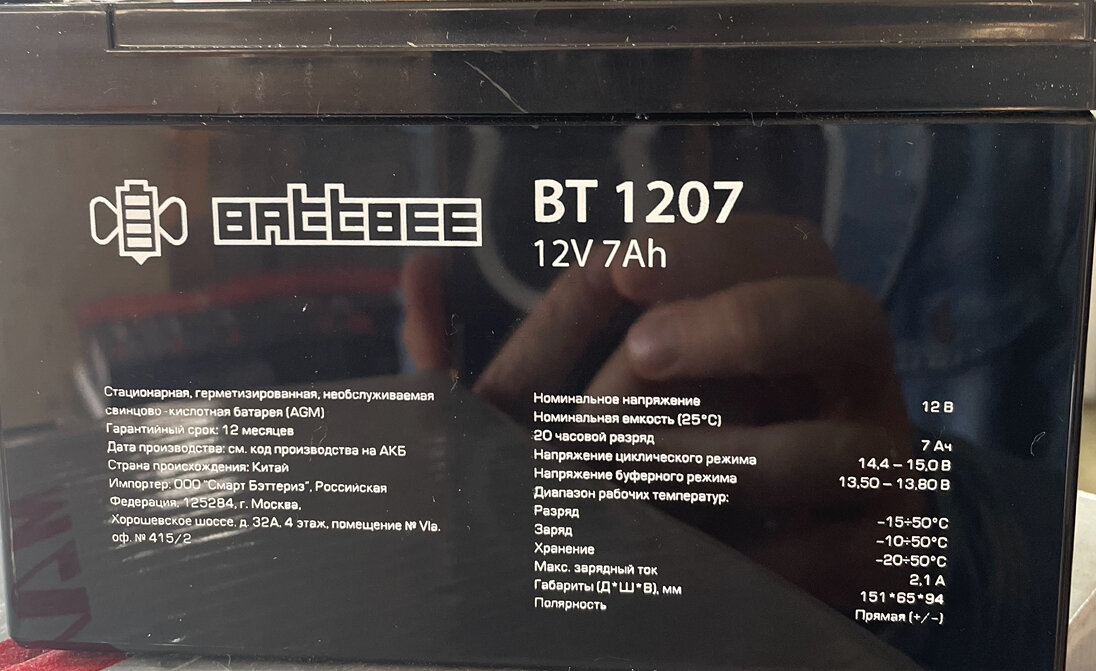 BATTBEE
BT 1207
12V 7Ah
Стационарная, герметизированная, необслуживаемая
свинцово-кислотная батарея (AGM)
Гарантийный срок: 12 месяцев
Дата производства: см. код производства на АКБ
Страна происхождения: Китай
Импортер: ООО "Смарт Бэттериз", Российская
Федерация, 125284, г. Москва,
Хорошевское шоссе, д. 32А, 4 этаж, помещение № VIa.
оф. № 415/2
Номинальное напряжение 12 В
Номинальная емкость (25°C)
20 часовой разряд 7 Ач
Напряжение циклического режима 14,4 – 15,0 В
Напряжение буферного режима 13,50 – 13,80 В
Диапазон рабочих температур:
Разряд -15÷50°C
Заряд -10÷50°C
Хранение -20÷50°C
Макс. зарядный ток 2,1 А
Габариты (Д*Ш*В), мм 151*65*94
Полярность Прямая (+/-)